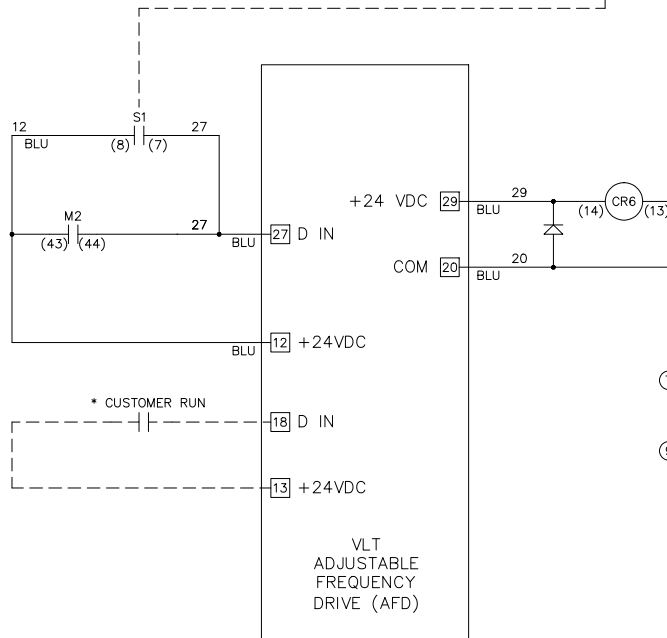 S1
12
27
BLU
(8)
(7)
M2
27
(43)
(44)
BLU
27
D IN
BLU
12
+24VDC
* CUSTOMER RUN
18
D IN
13
+24VDC
+24 VDC
29
29
BLU
(14)
CR6
(13)
COM
20
20
BLU
VLT
ADJUSTABLE
FREQUENCY
DRIVE (AFD)